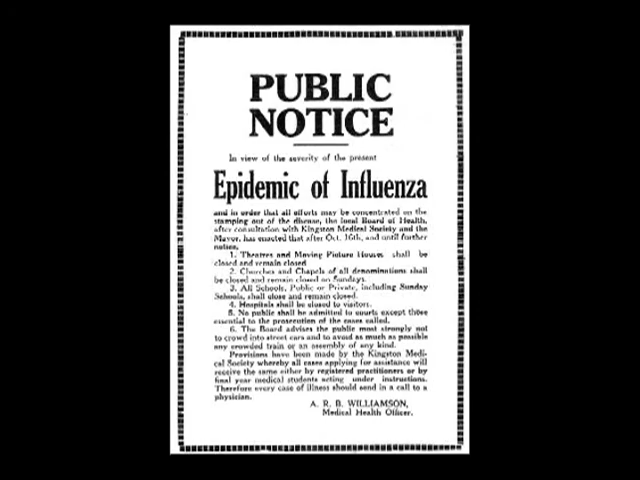 PUBLIC
NOTICE
In view of the severity of the present
Epidemic of Influenza
and in order that all efforts may be concentrated on the
stamping out of the disease, the local Board of Health,
after consultation with Kingston Medical Society and the
Mayor, has enacted that after Oct. 16th, and until further
notice,
1. Theatres and Moving Picture Houses shall be
closed and remain closed
2. Churches and Chapels of all denominations shall
be closed and remain closed on Sundays.
3. All Schools, Public or Private, including Sunday
Schools, shall close and remain closed.
4. Hospitals shall be closed to visitors.
5. No public shall be admitted to courts except those
essential to the prosecution of the cases called.
6. The Board advises the public most strongly not
to crowd into street cars and to avoid as much as possible
any crowded train or an assembly of any kind.
Provisions have been made by the Kingston Medi-
cal Society whereby all cases applying for assistance will
receive the same either by registered practitioners or by
final year medical students acting under instructions.
Therefore every case of illness should send in a call to a
physician.
A. R. B. WILLIAMSON,
Medical Health Officer.